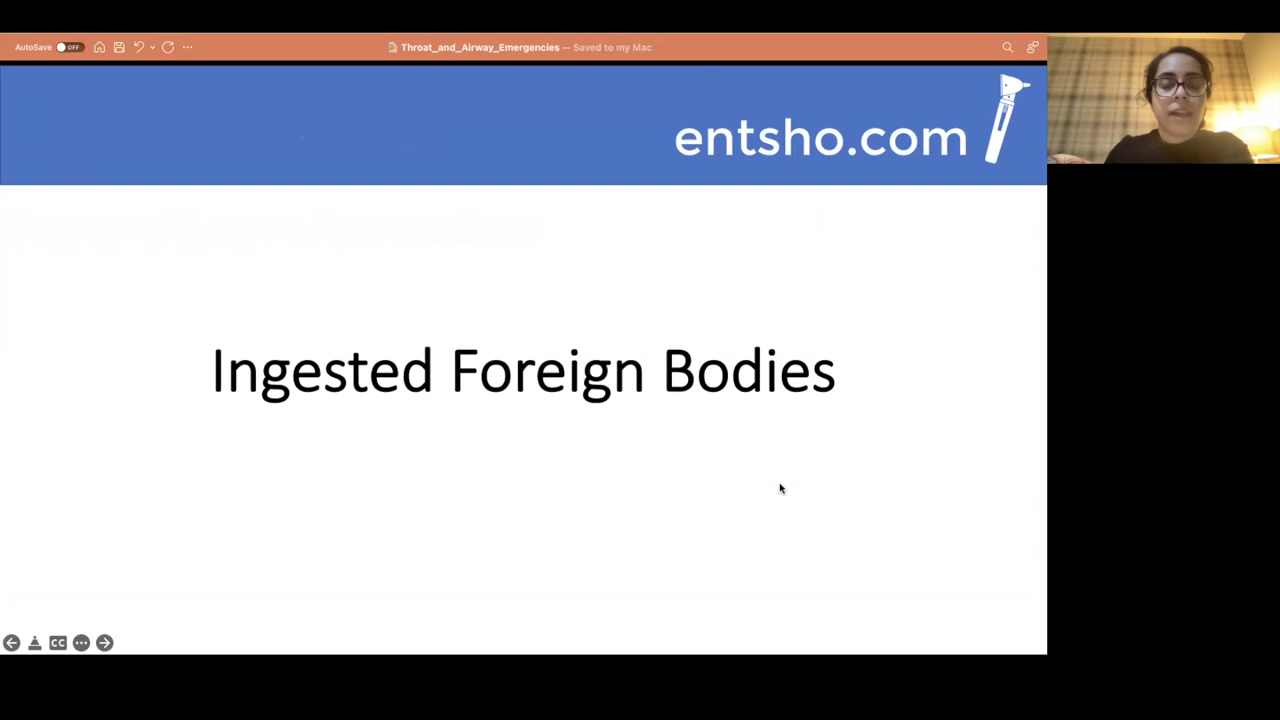 AutoSave OFF
Throat_and_Airway_Emergencies — Saved to my Mac
entsho.com
Ingested Foreign Bodies
CC